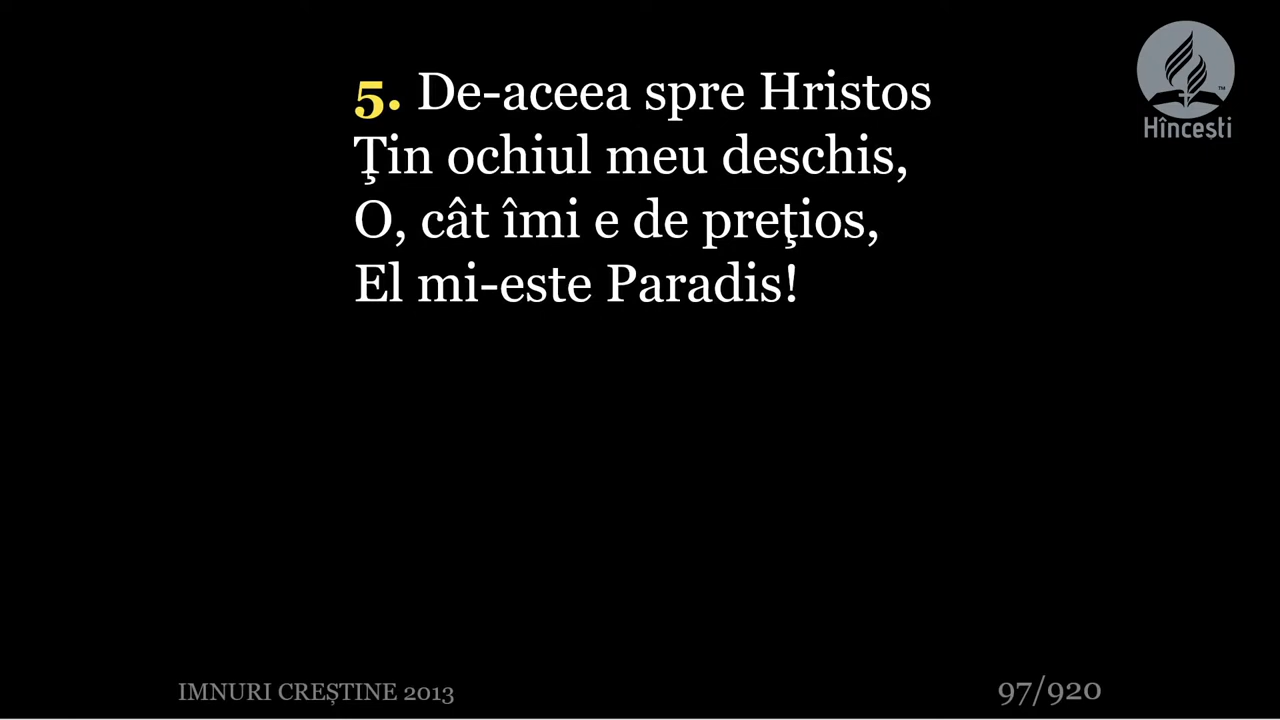 5. De-aceea spre Hristos
Ţin ochiul meu deschis,
O, cât îmi e de preţios,
El mi-este Paradis!
Hîncești
IMNURI CREȘTINE 2013
97/920